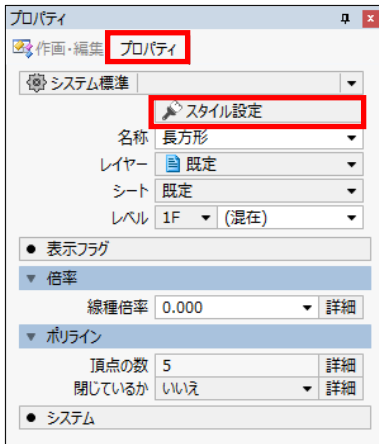 プロパティ
作画・編集 プロパティ
システム標準
スタイル設定
名称 長方形
レイヤー 既定
シート 既定
レベル 1F (混在)
● 表示フラグ
▼ 倍率
線種倍率 0.000 詳細
▼ ポリライン
頂点の数 5 詳細
閉じているか いいえ 詳細
● システム